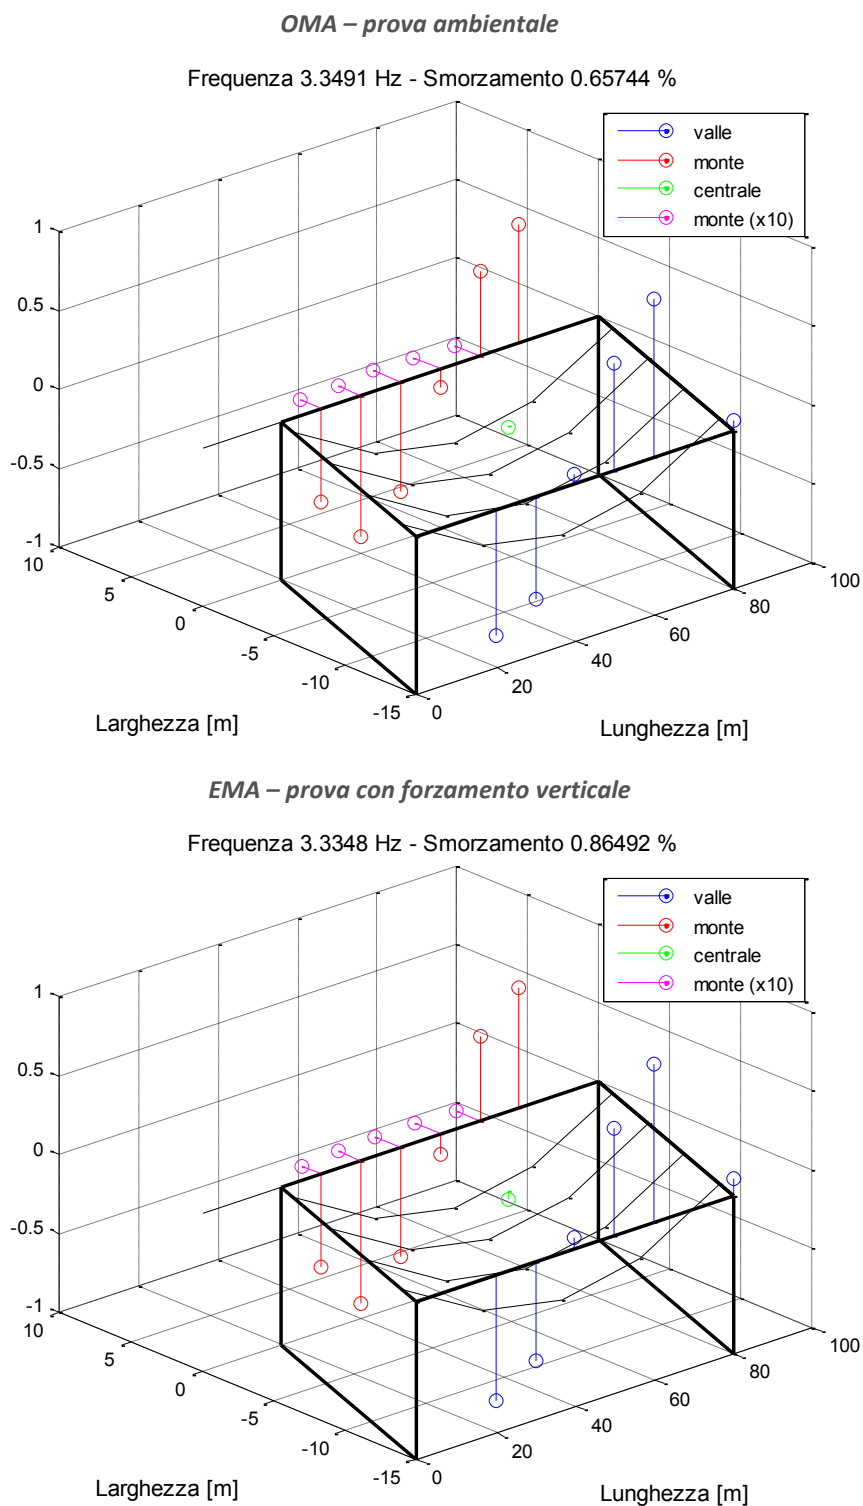 OMA – prova ambientale
Frequenza 3.3491 Hz - Smorzamento 0.65744 %
valle
monte
centrale
monte (x10)
1
0.5
0
-0.5
-1
10
5
0
-5
-10
-15
0
20
40
60
80
100
Larghezza [m]
Lunghezza [m]
EMA – prova con forzamento verticale
Frequenza 3.3348 Hz - Smorzamento 0.86492 %
valle
monte
centrale
monte (x10)
1
0.5
0
-0.5
-1
10
5
0
-5
-10
-15
0
20
40
60
80
100
Larghezza [m]
Lunghezza [m]